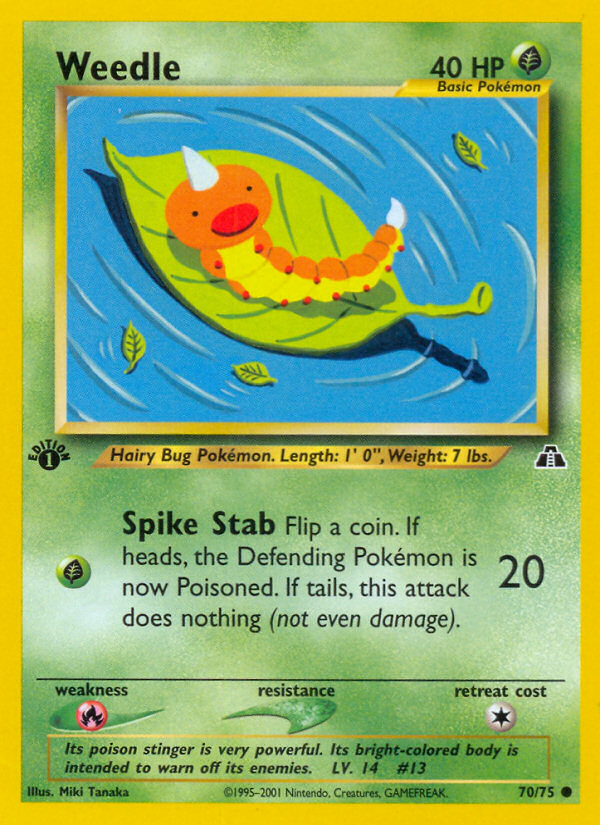 Weedle
40 HP
Basic Pokémon
EDITION
1
Hairy Bug Pokémon. Length: 1' 0", Weight: 7 lbs.
Spike Stab Flip a coin. If
heads, the Defending Pokémon is
now Poisoned. If tails, this attack
does nothing (not even damage).
20
weakness
resistance
retreat cost
Its poison stinger is very powerful. Its bright-colored body is
intended to warn off its enemies. LV. 14 #13
Illus. Miki Tanaka
©1995-2001 Nintendo, Creatures, GAMEFREAK.
70/75